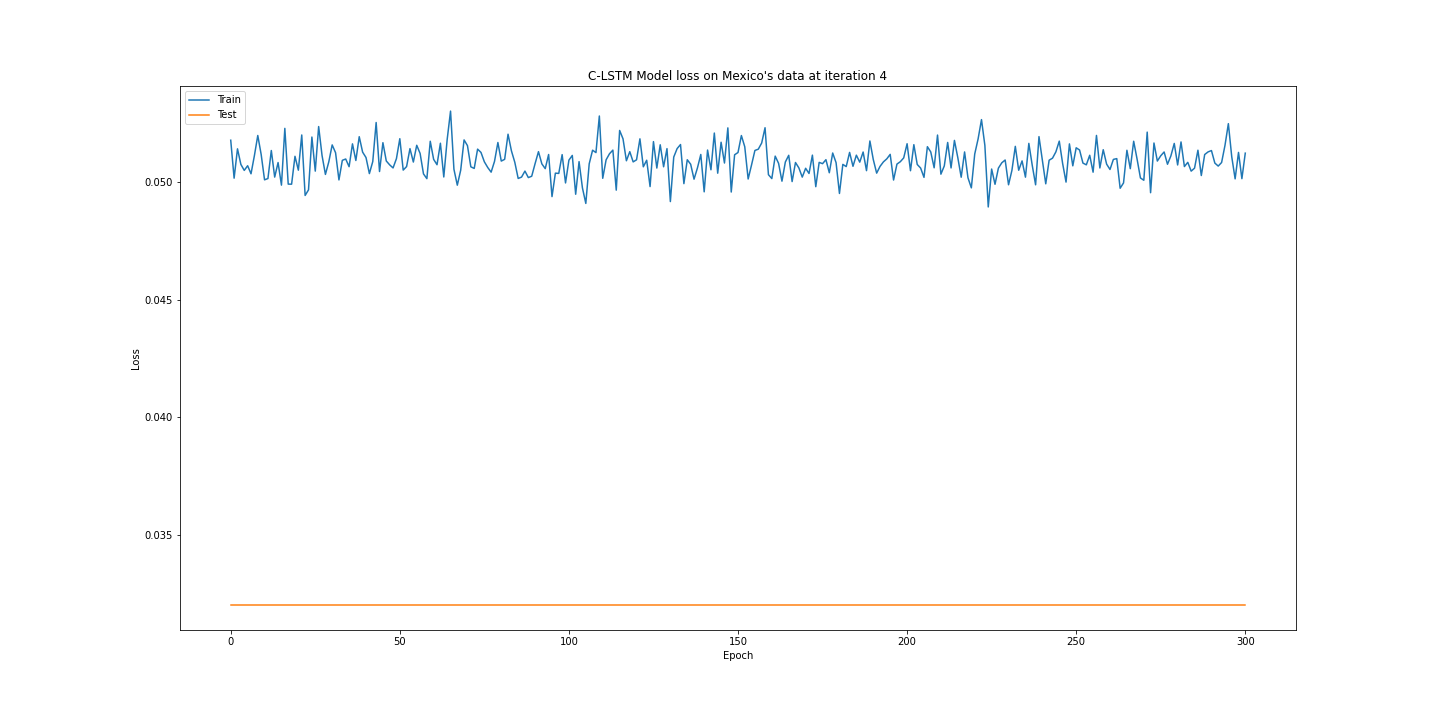 C-LSTM Model loss on Mexico's data at iteration 4
Train
Test
0.050
0.045
0.040
0.035
Loss
0 50 100 150 200 250 300
Epoch